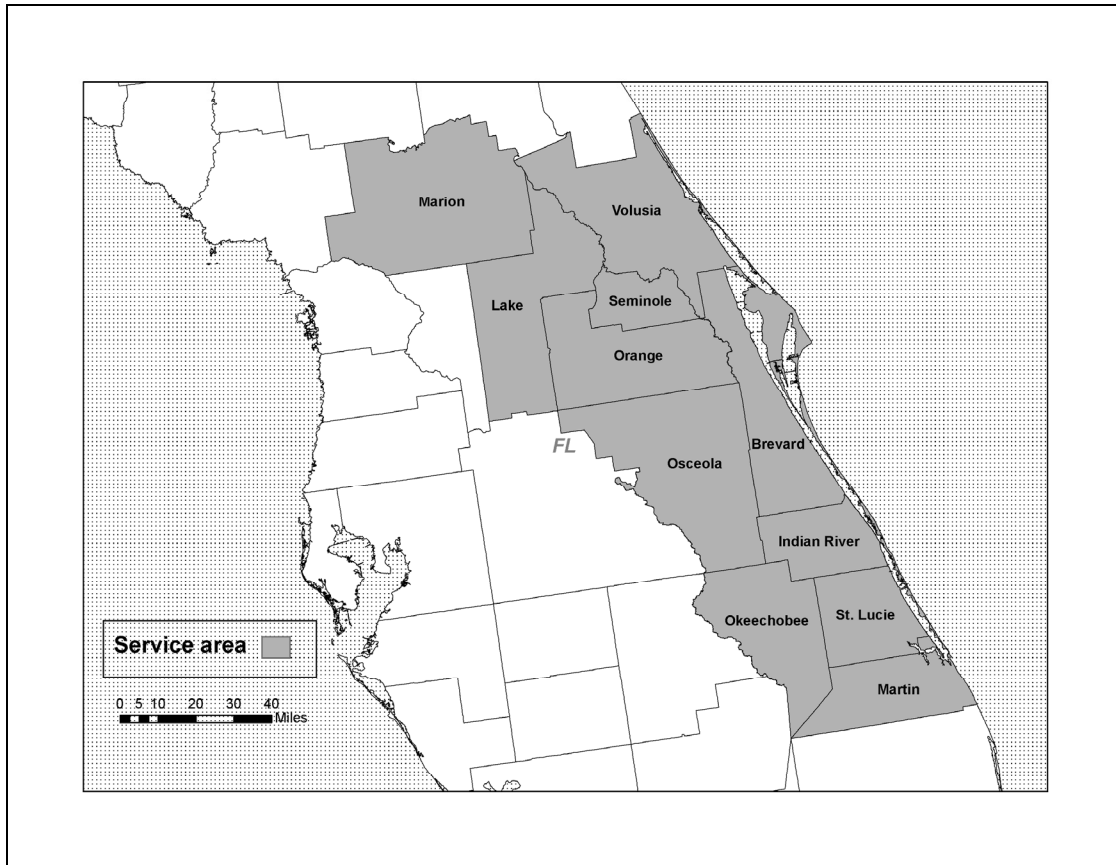 Marion
Volusia
Lake
Seminole
Orange
FL
Brevard
Osceola
Indian River
Okeechobee
St. Lucie
Martin
Service area
0 5 10 20 30 40
Miles